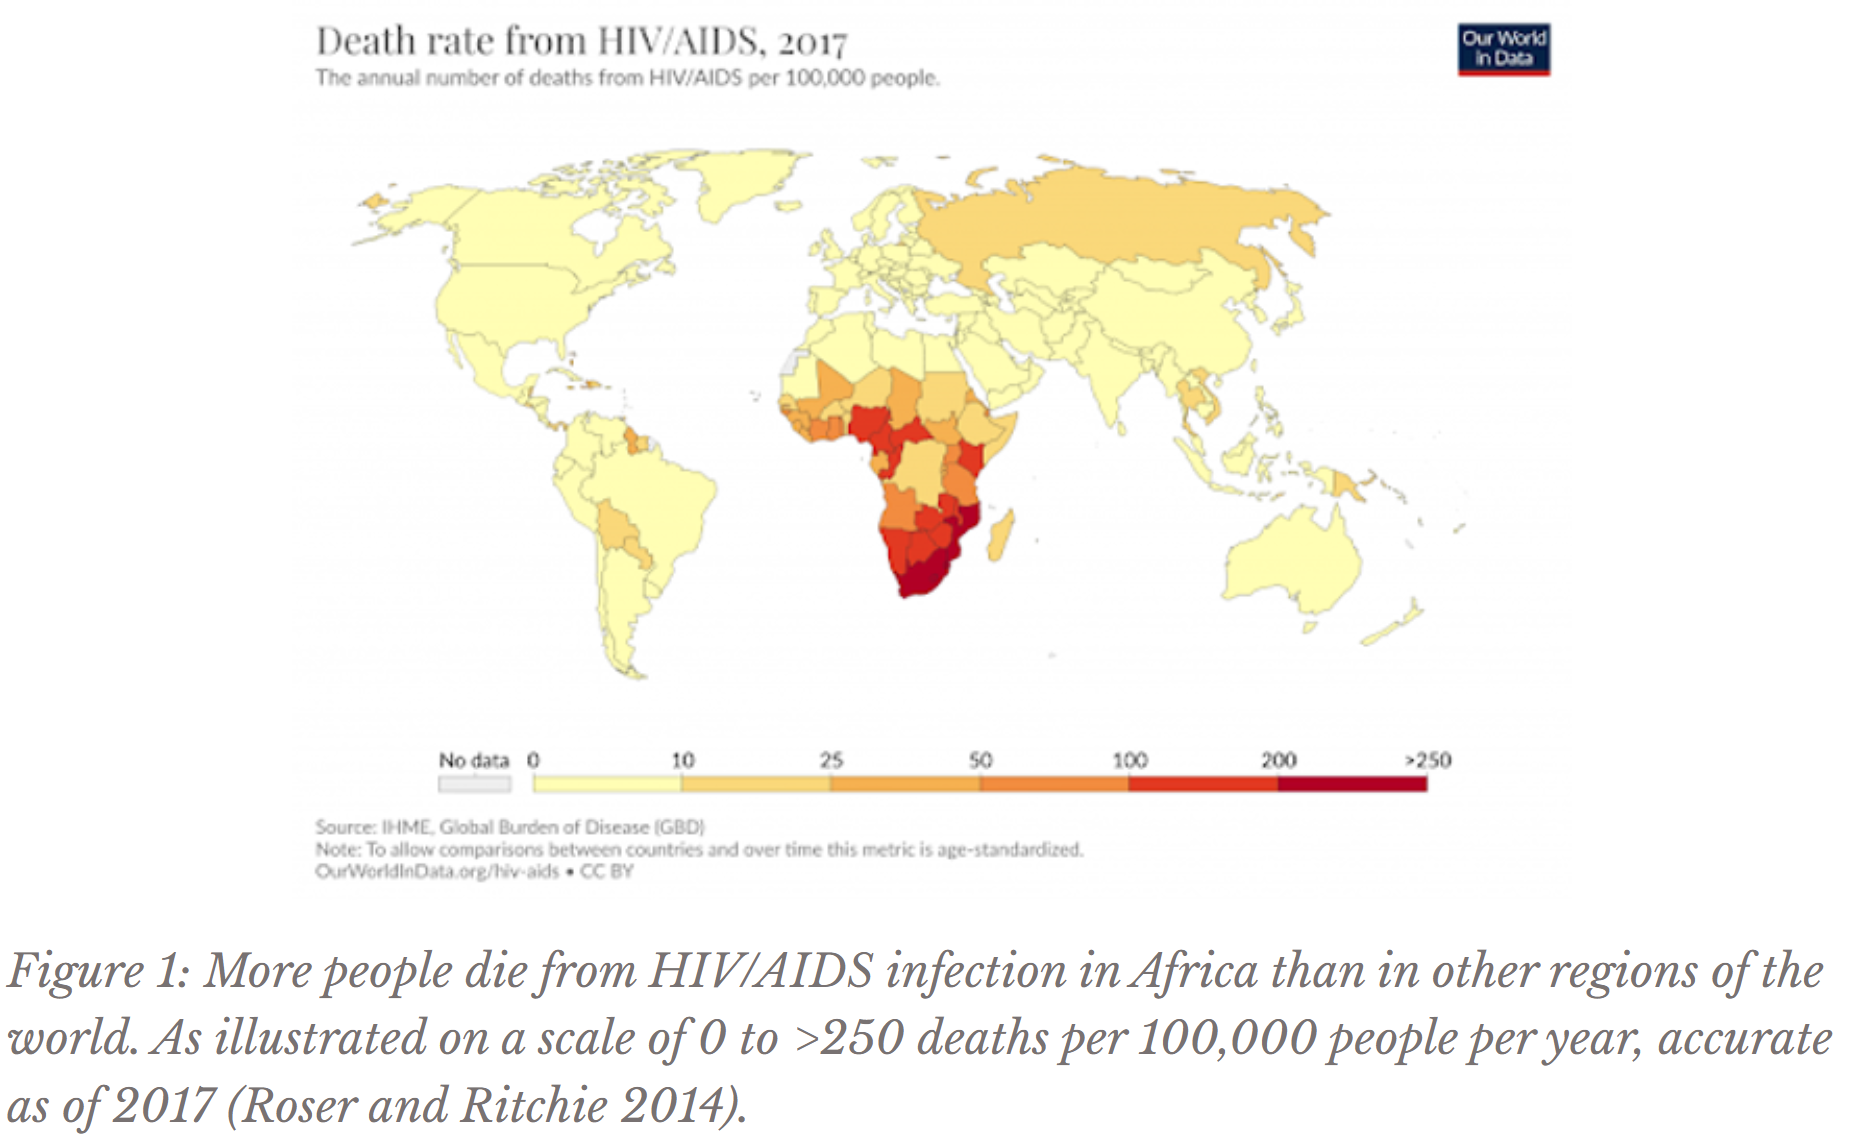 Death rate from HIV/AIDS, 2017
The annual number of deaths from HIV/AIDS per 100,000 people.
Our World
in Data
No data 0 10 25 50 100 200 >250
Source: IHME, Global Burden of Disease (GBD)
Note: To allow comparisons between countries and over time this metric is age-standardized.
OurWorldInData.org/hiv-aids • CC BY
Figure 1: More people die from HIV/AIDS infection in Africa than in other regions of the
world. As illustrated on a scale of 0 to >250 deaths per 100,000 people per year, accurate
as of 2017 (Roser and Ritchie 2014).